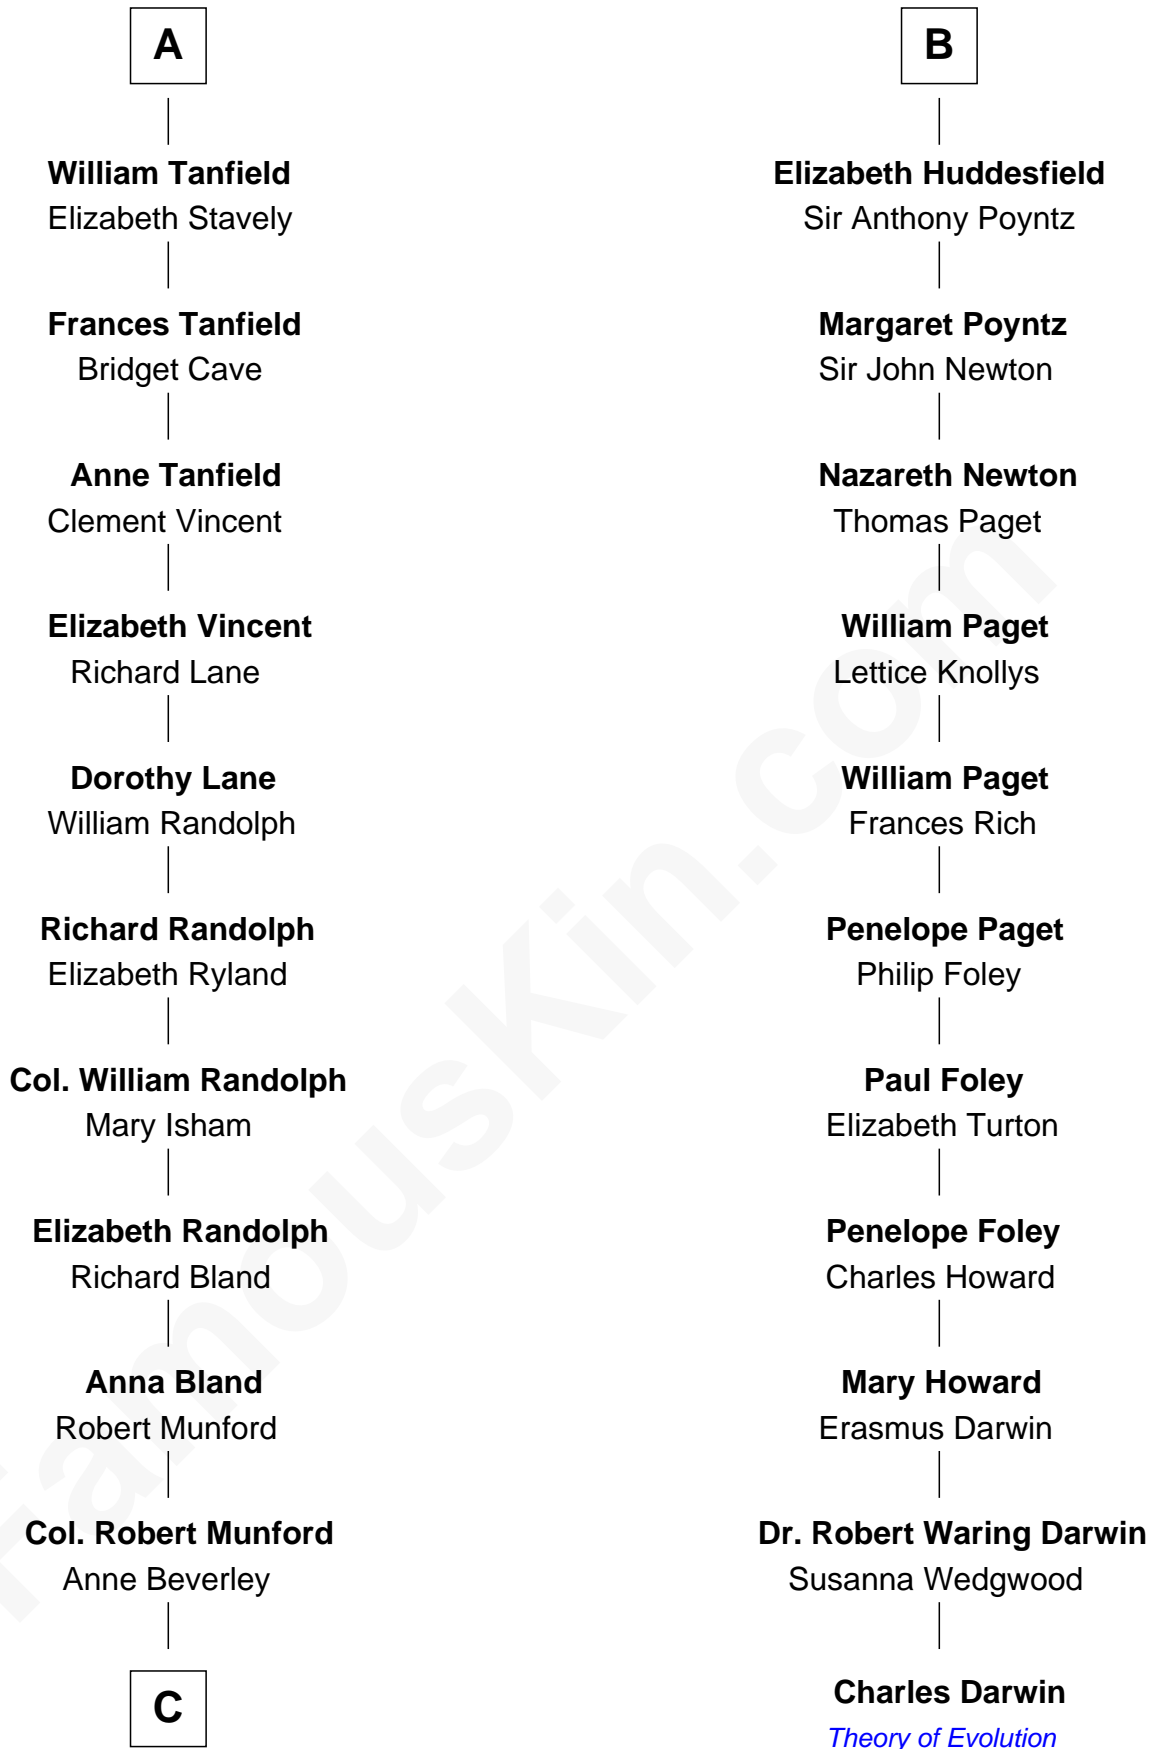 A
William Tanfield
Elizabeth Stavely
Frances Tanfield
Bridget Cave
Anne Tanfield
Clement Vincent
Elizabeth Vincent
Richard Lane
Dorothy Lane
William Randolph
Richard Randolph
Elizabeth Ryland
Col. William Randolph
Mary Isham
Elizabeth Randolph
Richard Bland
Anna Bland
Robert Munford
Col. Robert Munford
Anne Beverley
C
B
Elizabeth Huddesfield
Sir Anthony Poyntz
Margaret Poyntz
Sir John Newton
Nazareth Newton
Thomas Paget
William Paget
Lettice Knollys
William Paget
Frances Rich
Penelope Paget
Philip Foley
Paul Foley
Elizabeth Turton
Penelope Foley
Charles Howard
Mary Howard
Erasmus Darwin
Dr. Robert Waring Darwin
Susanna Wedgwood
Charles Darwin
Theory of Evolution
FamousKin.com